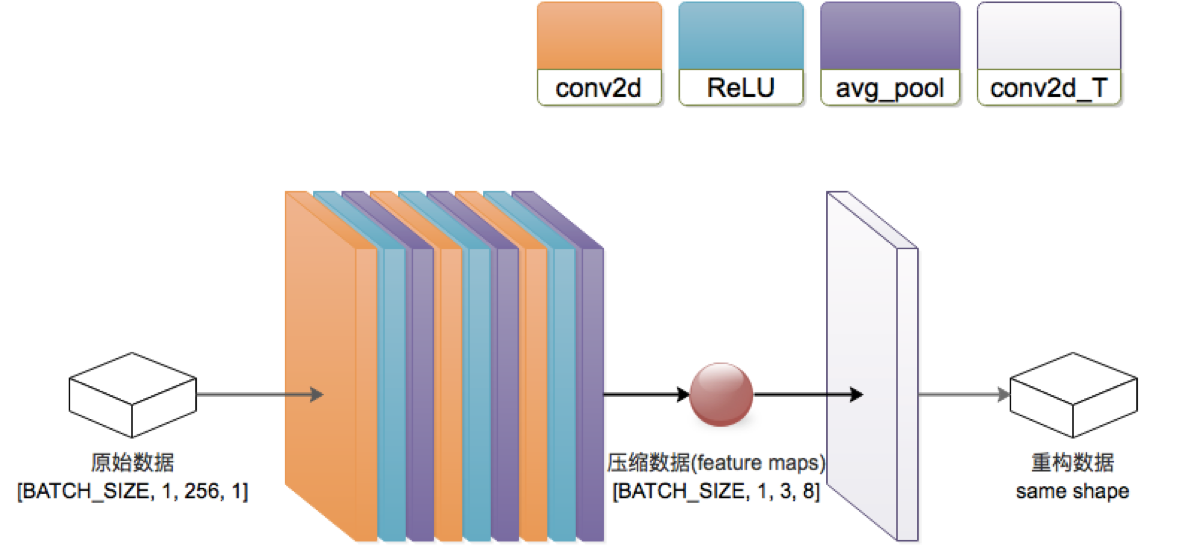 conv2d
ReLU
avg_pool
conv2d_T
原始数据
[BATCH_SIZE, 1, 256, 1]
压缩数据(feature maps)
[BATCH_SIZE, 1, 3, 8]
重构数据
same shape